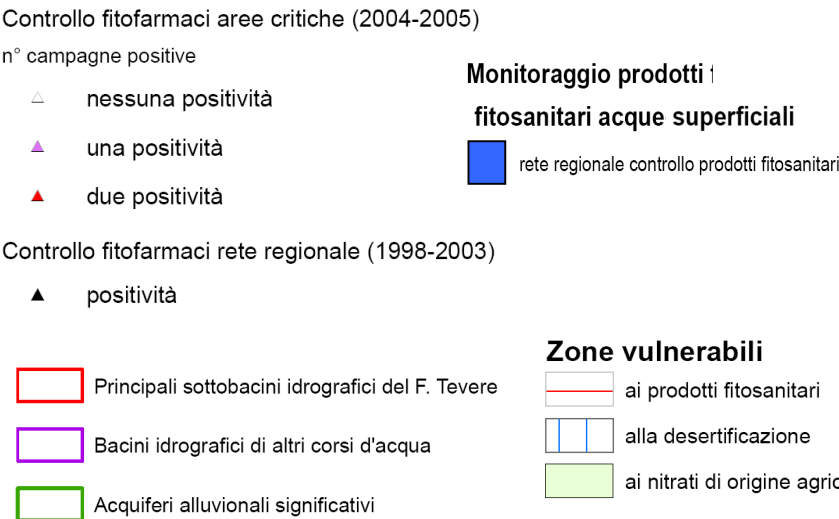 Controllo fitofarmaci aree critiche (2004-2005)
n° campagne positive
nessuna positività
una positività
due positività
Monitoraggio prodotti
fitosanitari acque superficiali
rete regionale controllo prodotti fitosanitari
Controllo fitofarmaci rete regionale (1998-2003)
positività
Principali sottobacini idrografici del F. Tevere
Bacini idrografici di altri corsi d'acqua
Acquiferi alluvionali significativi
Zone vulnerabili
ai prodotti fitosanitari
alla desertificazione
ai nitrati di origine